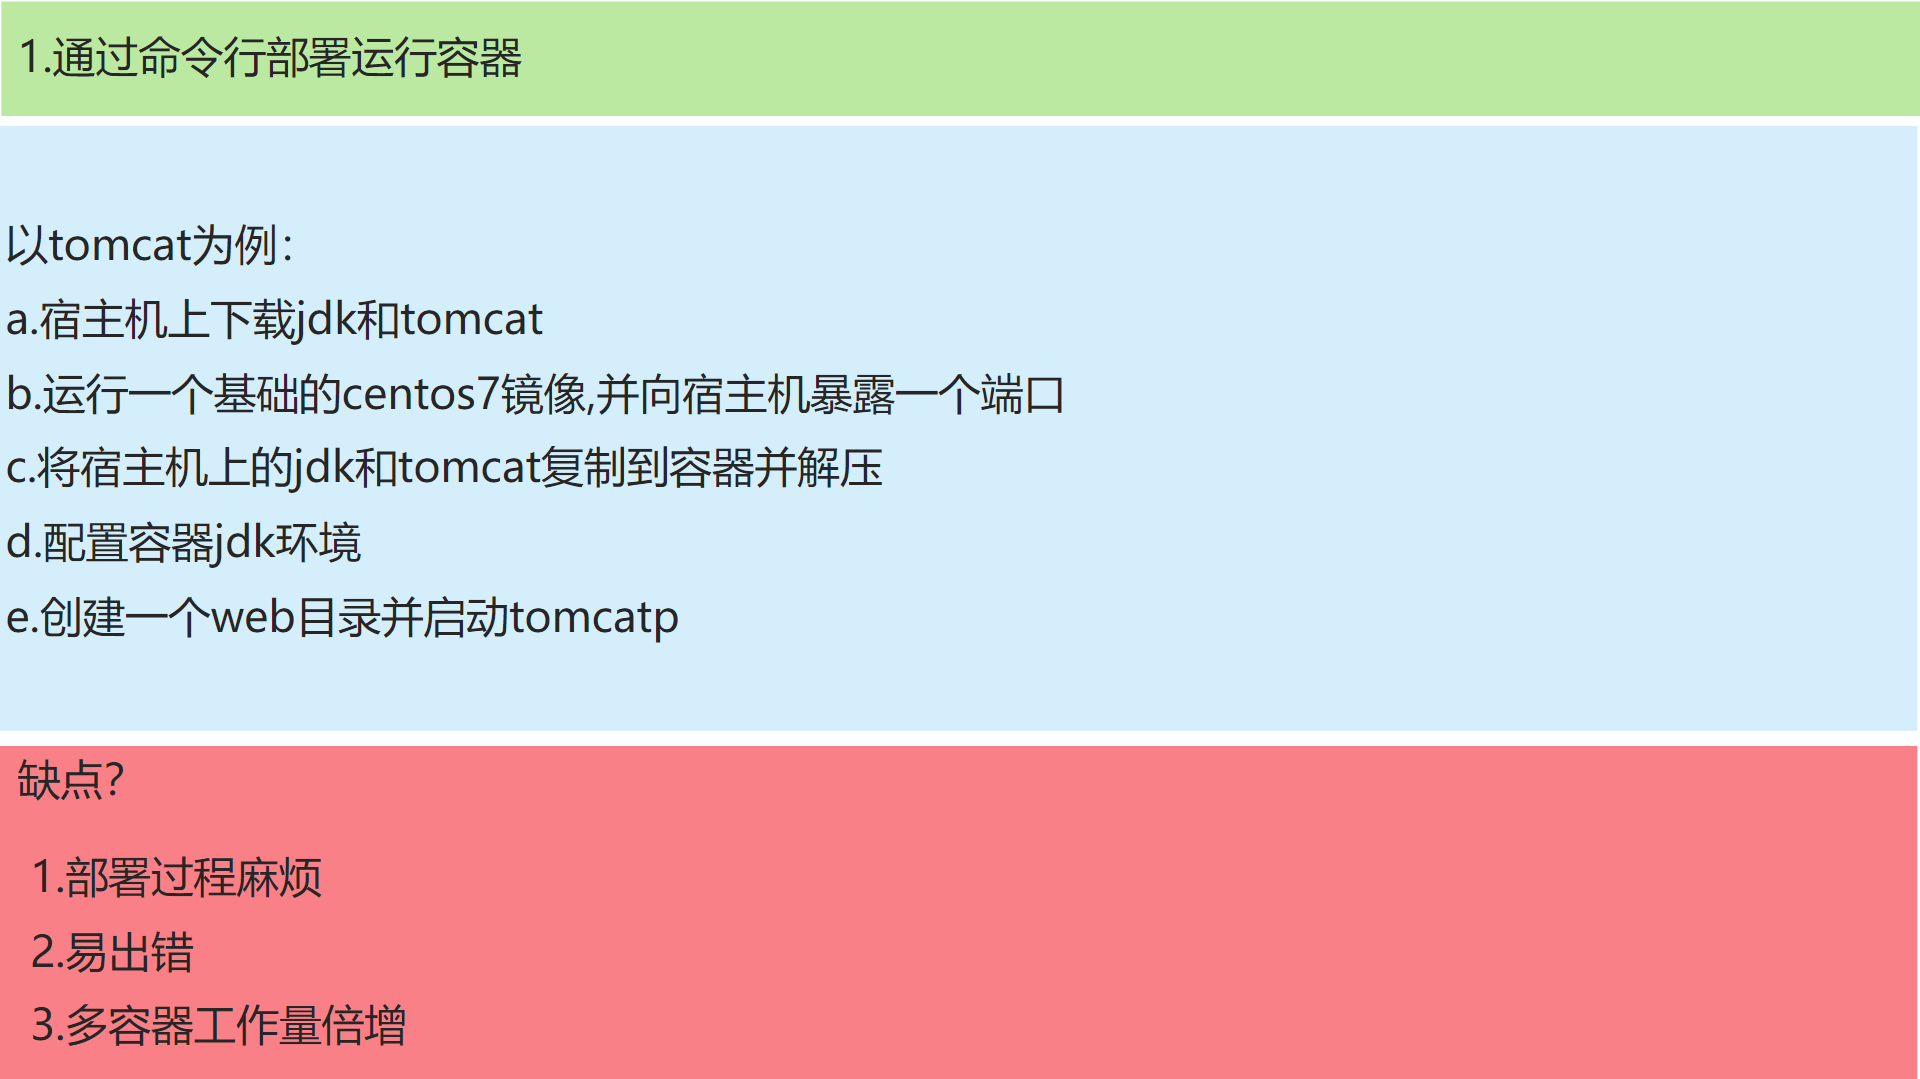 1.通过命令行部署运行容器
以tomcat为例：
a.宿主机上下载jdk和tomcat
b.运行一个基础的centos7镜像,并向宿主机暴露一个端口
c.将宿主机上的jdk和tomcat复制到容器并解压
d.配置容器jdk环境
e.创建一个web目录并启动tomcatp
缺点？
1.部署过程麻烦
2.易出错
3.多容器工作量倍增